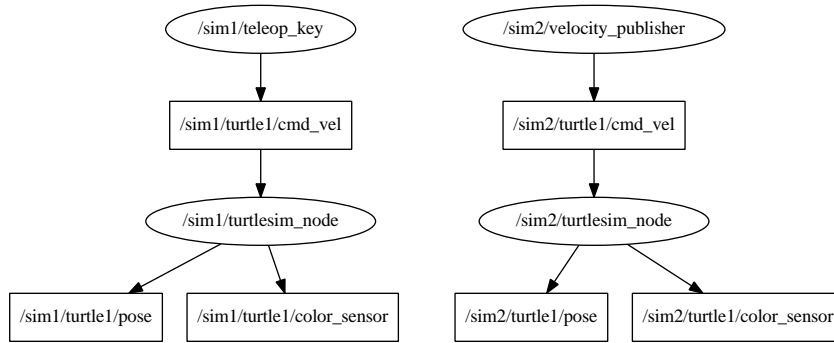 /sim1/teleop_key
/sim2/velocity_publisher
/sim1/turtle1/cmd_vel
/sim2/turtle1/cmd_vel
/sim1/turtlesim_node
/sim2/turtlesim_node
/sim1/turtle1/pose
/sim1/turtle1/color_sensor
/sim2/turtle1/pose
/sim2/turtle1/color_sensor